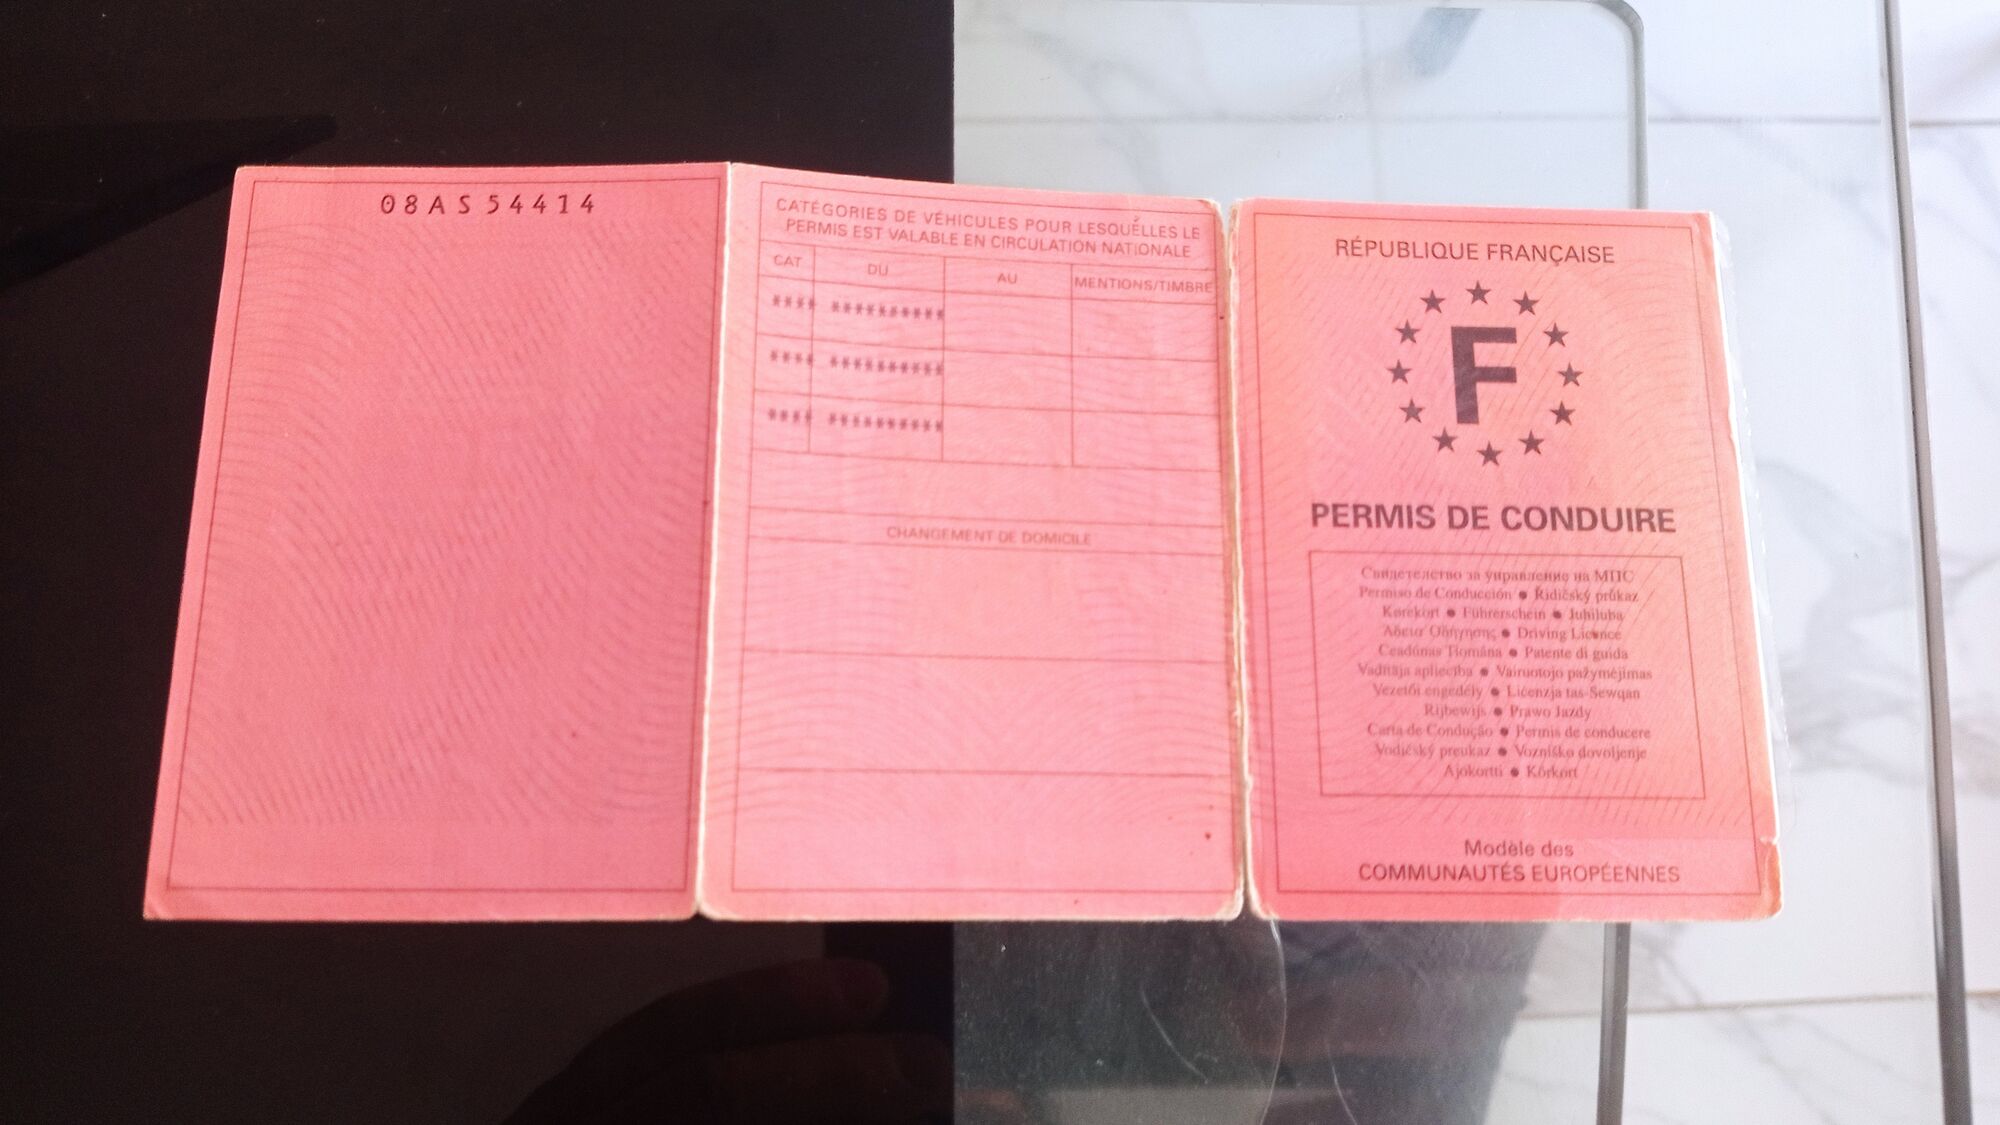 08AS54414
CATÉGORIES DE VÉHICULES POUR LESQUELLES LE
PERMIS EST VALABLE EN CIRCULATION NATIONALE
CAT DU AU MENTIONS/TIMBRE
**** **********
**** **********
**** **********
CHANGEMENT DE DOMICILE
RÉPUBLIQUE FRANÇAISE
F
PERMIS DE CONDUIRE
Свидетелство за управление на МПС
Permiso de Conducción ● Řidičský průkaz
Kørekort ● Führerschein ● Juhiluba
Άδεια Οδήγησης ● Driving Licence
Ceadúnas Tiomána ● Patente di guida
Vadītāja apliecība ● Vairuotojo pažymėjimas
Vezetői engedély ● Liċenzja tas-Sewqan
Rijbewijs ● Prawo Jazdy
Carta de Condução ● Permis de conducere
Vodičský preukaz ● Vozniško dovoljenje
Ajokortti ● Körkort
Modèle des
COMMUNAUTÉS EUROPÉENNES